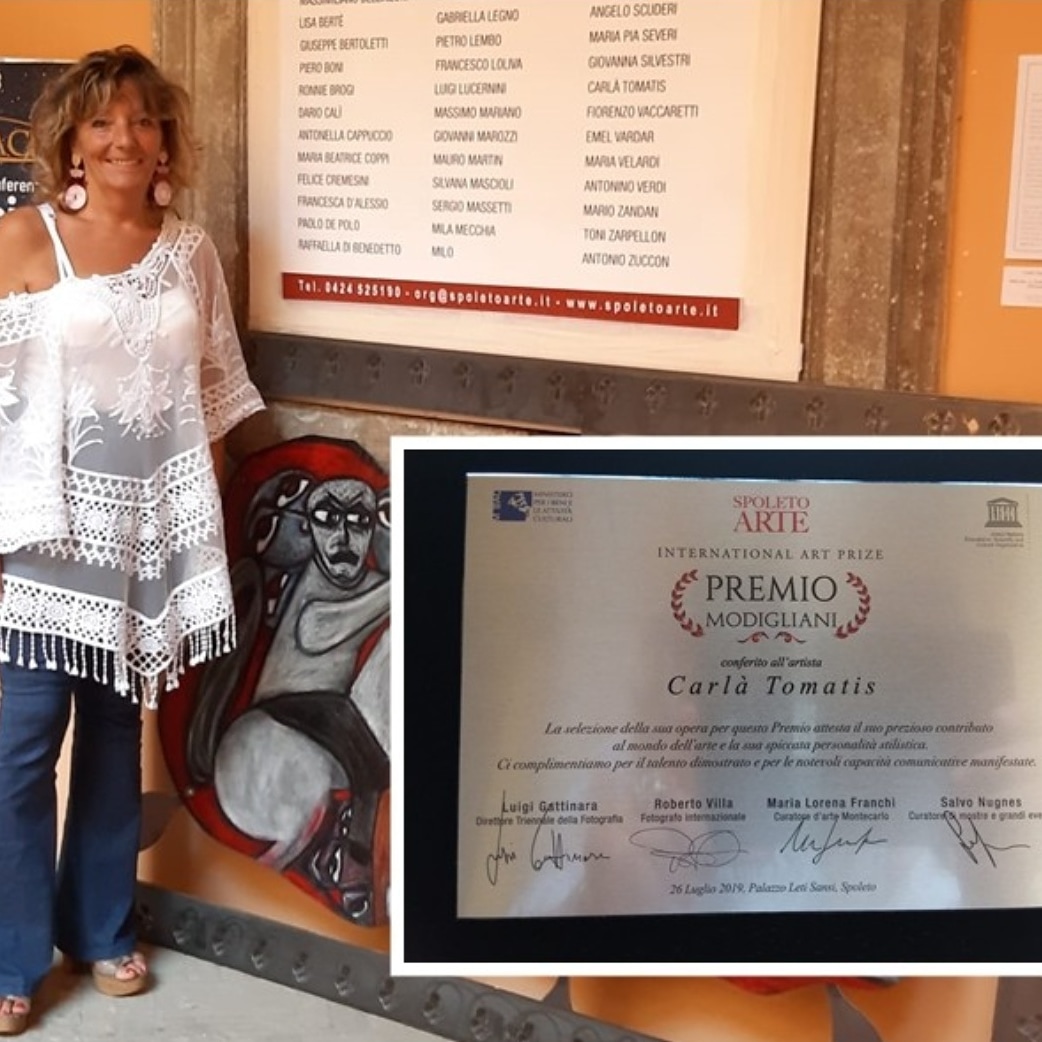 LISA BERTÉ
GIUSEPPE BERTOLETTI
PIERO BONI
RONNIE BROGI
DARIO CALÌ
ANTONELLA CAPPUCCIO
MARIA BEATRICE COPPI
FELICE CREMESINI
FRANCESCA D'ALESSIO
PAOLO DE POLO
RAFFAELLA DI BENEDETTO
GABRIELLA LEGNO
PIETRO LEMBO
FRANCESCO LOLIVA
LUIGI LUCERNINI
MASSIMO MARIANO
GIOVANNI MAROZZI
MAURO MARTIN
SILVANA MASCIOLI
SERGIO MASSETTI
MILA MECCHIA
MILO
ANGELO SCUDERI
MARIA PIA SEVERI
GIOVANNA SILVESTRI
CARLÀ TOMATIS
FIORENZO VACCARETTI
EMEL VARDAR
MARIA VELARDI
ANTONINO VERDI
MARIO ZANDAN
TONI ZARPELLON
ANTONIO ZUCCON
Tel. 0424 525190 - org@spoletoarte.it - www.spoletoarte.it
SPOLETO
ARTE
INTERNATIONAL ART PRIZE
PREMIO
MODIGLIANI
conferito all'artista
Carlà Tomatis
La selezione della sua opera per questo Premio attesta il suo prezioso contributo
al mondo dell'arte e la sua spiccata personalità stilistica.
Ci complimentiamo per il talento dimostrato e per le notevoli capacità comunicative manifestate.
Luigi Gattinara
Direttore Triennale della Fotografia
Roberto Villa
Fotografo internazionale
Maria Lorena Franchi
Curatore d'arte Montecarlo
Salvo Nugnes
Curatore di mostre e grandi eve
26 Luglio 2019, Palazzo Leti Sansi, Spoleto